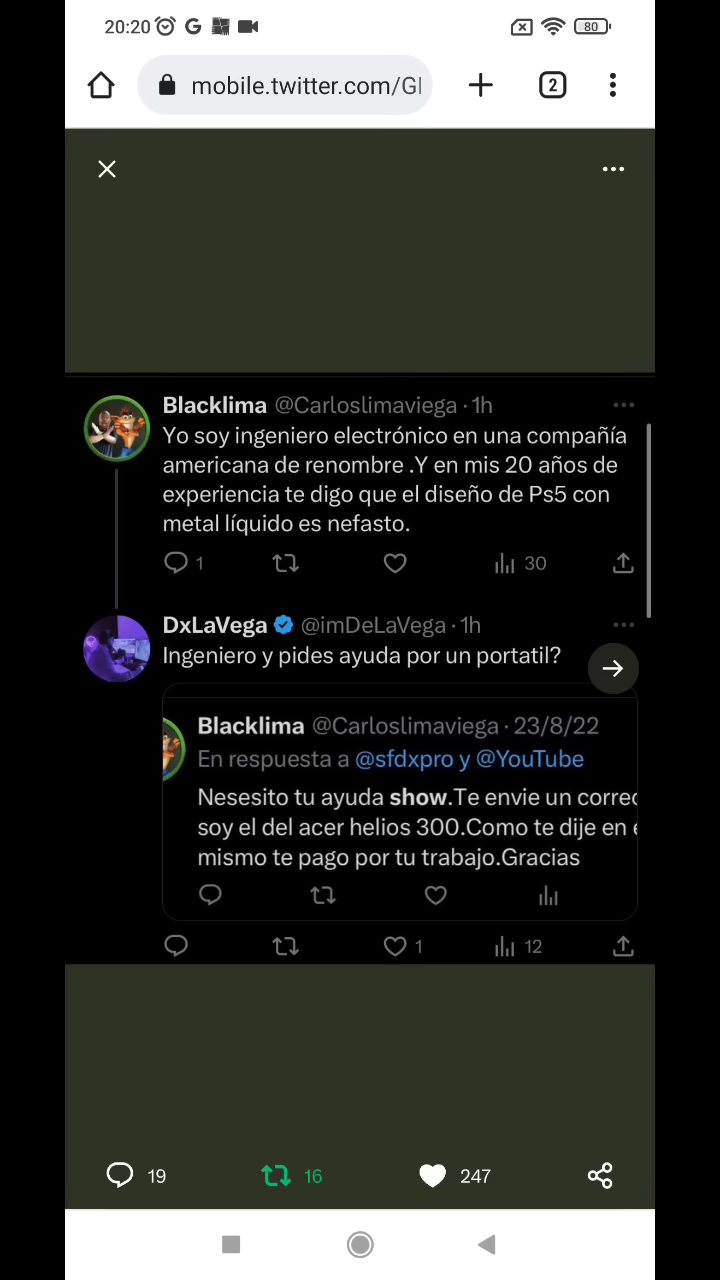 20:20
80
mobile.twitter.com/Gl
2
Blacklima @Carloslimaviega · 1h
Yo soy ingeniero electrónico en una compañía
americana de renombre .Y en mis 20 años de
experiencia te digo que el diseño de Ps5 con
metal líquido es nefasto.
1 30
DxLaVega @imDeLaVega · 1h
Ingeniero y pides ayuda por un portatil?
Blacklima @Carloslimaviega · 23/8/22
En respuesta a @sfdxpro y @YouTube
Nesesito tu ayuda show.Te envie un correo
soy el del acer helios 300.Como te dije en e
mismo te pago por tu trabajo.Gracias
1 12
19 16 247